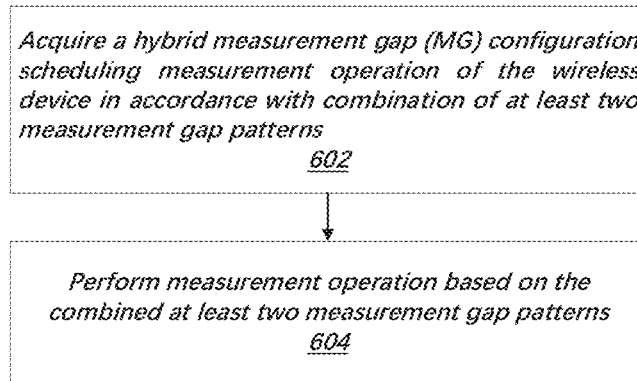 Acquire a hybrid measurement gap (MG) configuration
scheduling measurement operation of the wireless
device in accordance with combination of at least two
measurement gap patterns
602
Perform measurement operation based on the
combined at least two measurement gap patterns
604